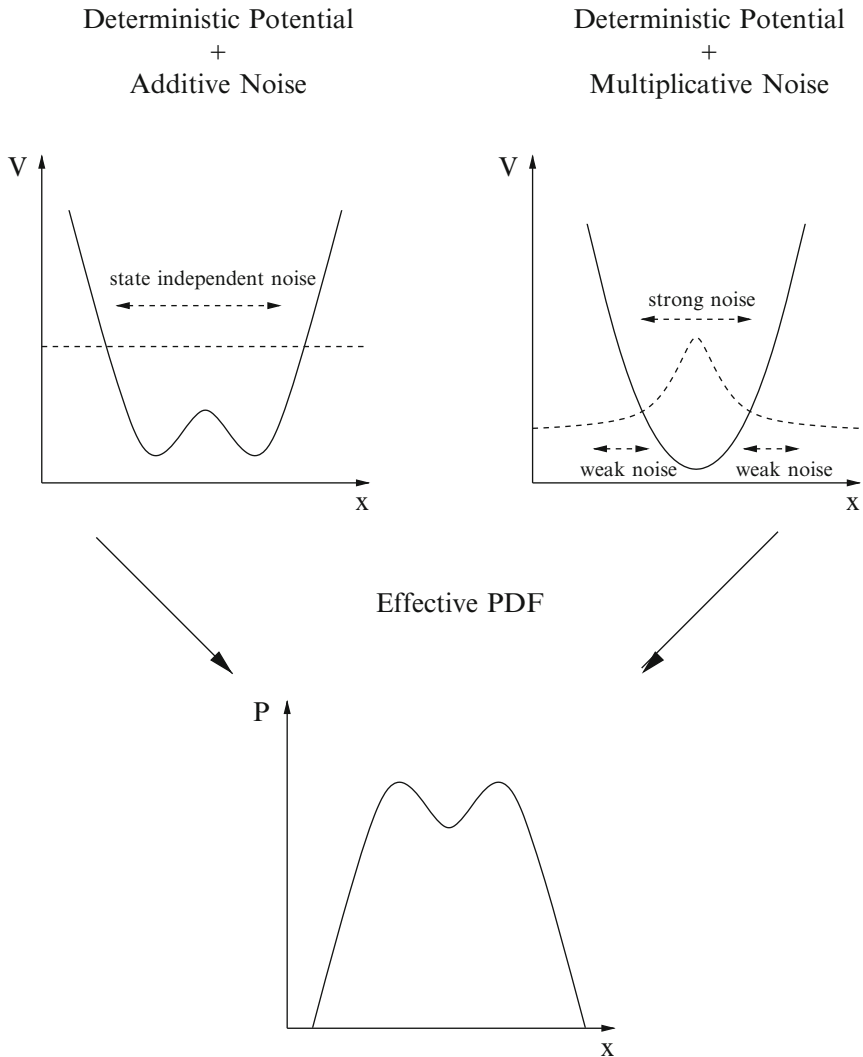 Deterministic Potential
+
Additive Noise
Deterministic Potential
+
Multiplicative Noise
V
state independent noise
x
V
strong noise
weak noise
weak noise
x
Effective PDF
P
x